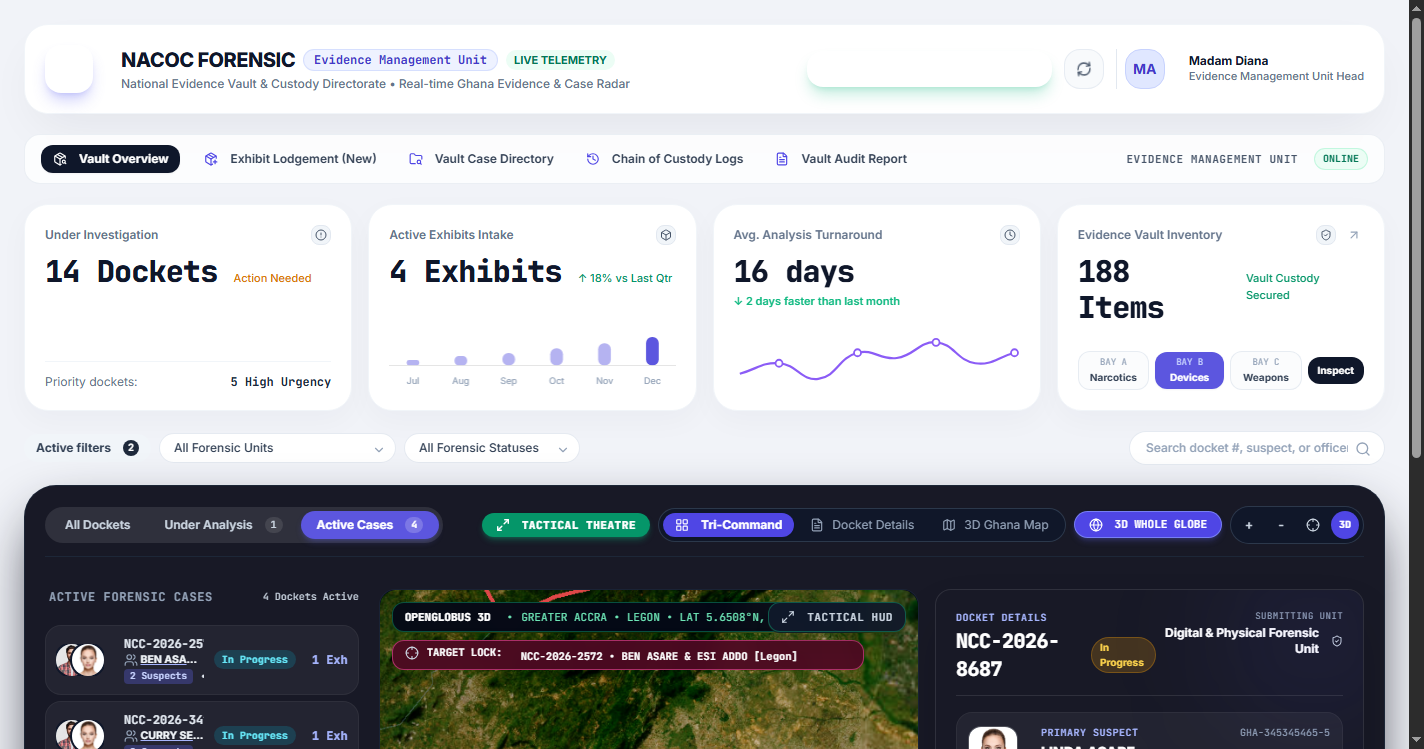 NACOC FORENSIC Evidence Management Unit LIVE TELEMETRY
National Evidence Vault & Custody Directorate • Real-time Ghana Evidence & Case Radar
MA
Madam Diana
Evidence Management Unit Head
Vault Overview
Exhibit Lodgement (New)
Vault Case Directory
Chain of Custody Logs
Vault Audit Report
EVIDENCE MANAGEMENT UNIT
ONLINE
Under Investigation
14 Dockets
Action Needed
Priority dockets:
5 High Urgency
Active Exhibits Intake
4 Exhibits
↑ 18% vs Last Qtr
Jul Aug Sep Oct Nov Dec
Avg. Analysis Turnaround
16 days
↓ 2 days faster than last month
Evidence Vault Inventory
188
Items
Vault Custody
Secured
BAY A
Narcotics
BAY B
Devices
BAY C
Weapons
Inspect
Active filters 2
All Forensic Units
All Forensic Statuses
Search docket #, suspect, or office
All Dockets
Under Analysis 1
Active Cases 4
TACTICAL THEATRE
Tri-Command
Docket Details
3D Ghana Map
3D WHOLE GLOBE
+ - 3D
ACTIVE FORENSIC CASES
4 Dockets Active
NCC-2026-25
BEN ASA...
2 Suspects •
In Progress
1 Exh
NCC-2026-34
CURRY SE...
In Progress
1 Exh
OPENGLOBUS 3D • GREATER ACCRA • LEGON • LAT 5.6508°N,
TACTICAL HUD
TARGET LOCK: NCC-2026-2572 • BEN ASARE & ESI ADDO [Legon]
DOCKET DETAILS
NCC-2026-
8687
In
Progress
SUBMITTING UNIT
Digital & Physical Forensic
Unit
PRIMARY SUSPECT
GHA-345345465-5
LINDA ASARE